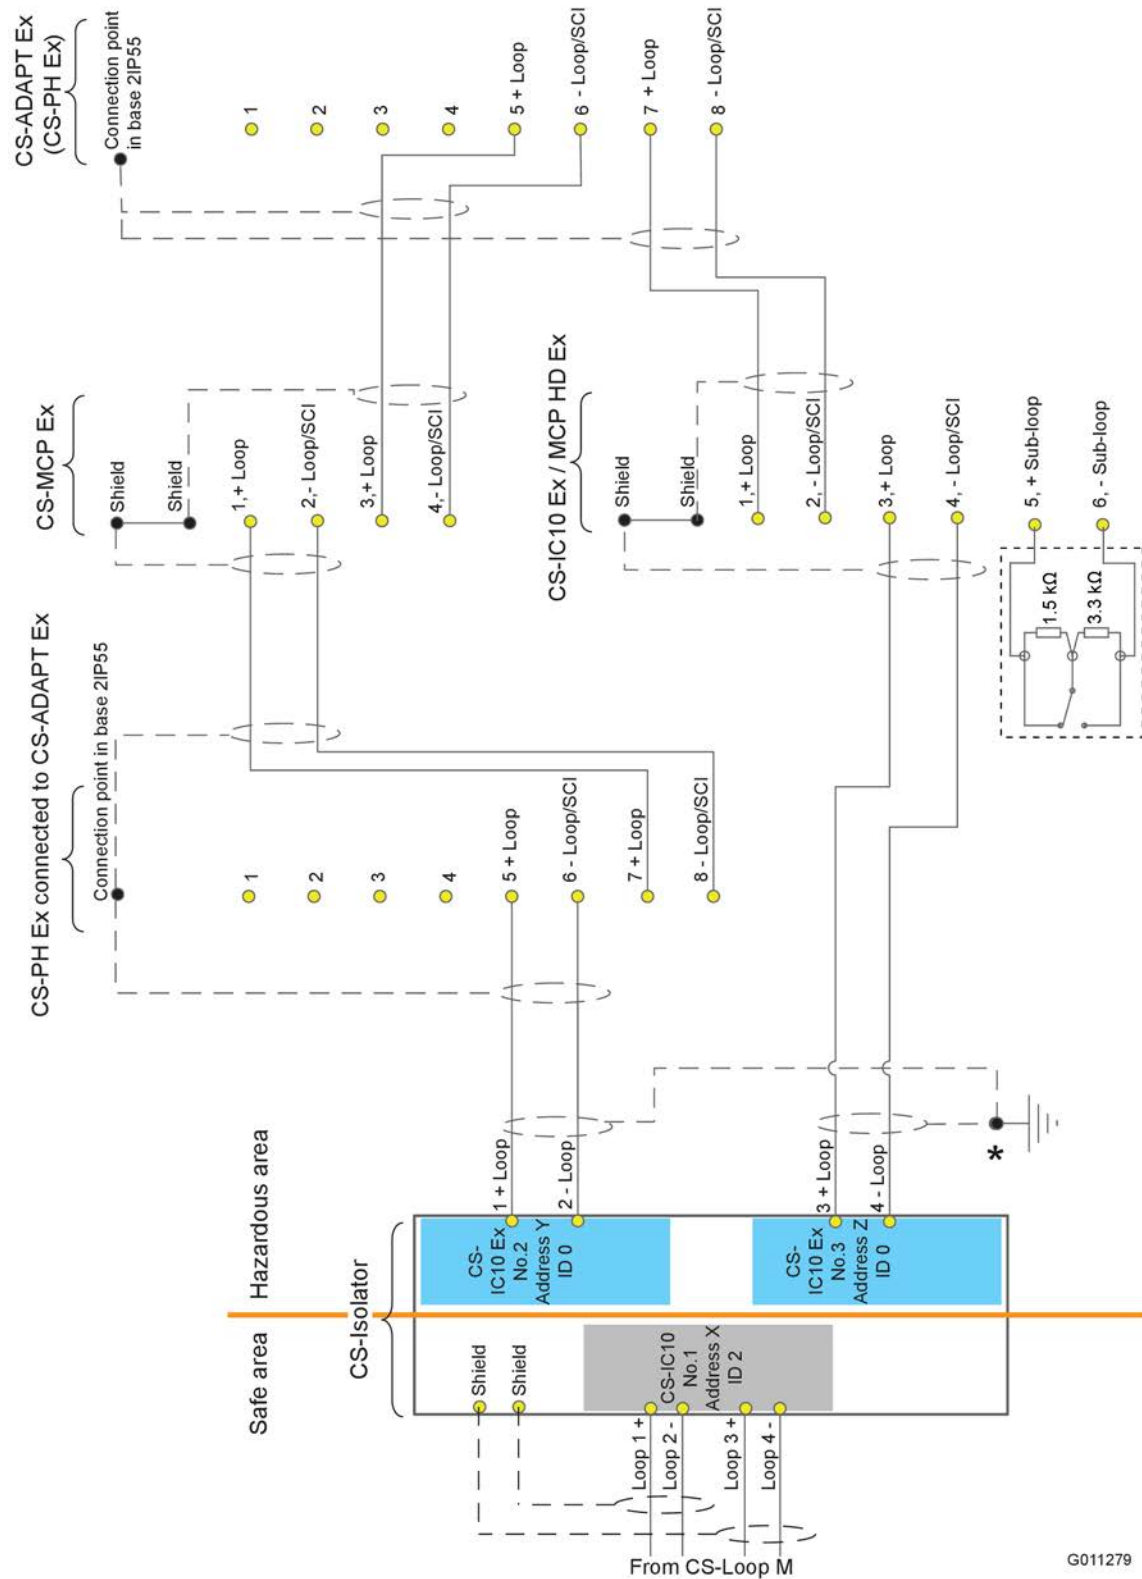 CS-ADAPT Ex
(CS-PH Ex)
Connection point
in base 2IP55
1
2
3
4
5 + Loop
6 - Loop/SCI
7 + Loop
8 - Loop/SCI
CS-MCP Ex
Shield
Shield
1,+ Loop
2,- Loop/SCI
3,+ Loop
4,- Loop/SCI
CS-IC10 Ex / MCP HD Ex
Shield
Shield
1,+ Loop
2, - Loop/SCI
3,+ Loop
4, - Loop/SCI
5, + Sub-loop
6, - Sub-loop
1.5 kΩ
3.3 kΩ
CS-PH Ex connected to CS-ADAPT Ex
Connection point in base 2IP55
1
2
3
4
5 + Loop
6 - Loop/SCI
7 + Loop
8 - Loop/SCI
Hazardous area
Safe area
CS-Isolator
1 + Loop
2 - Loop
3 + Loop
4 - Loop
*
CS-
IC10 Ex
No.2
Address Y
ID 0
CS-
IC10 Ex
No.3
Address Z
ID 0
Shield
Shield
CS-IC10
No.1
Address X
ID 2
Loop 1 +
Loop 2 -
Loop 3 +
Loop 4 -
From CS-Loop M
G011279